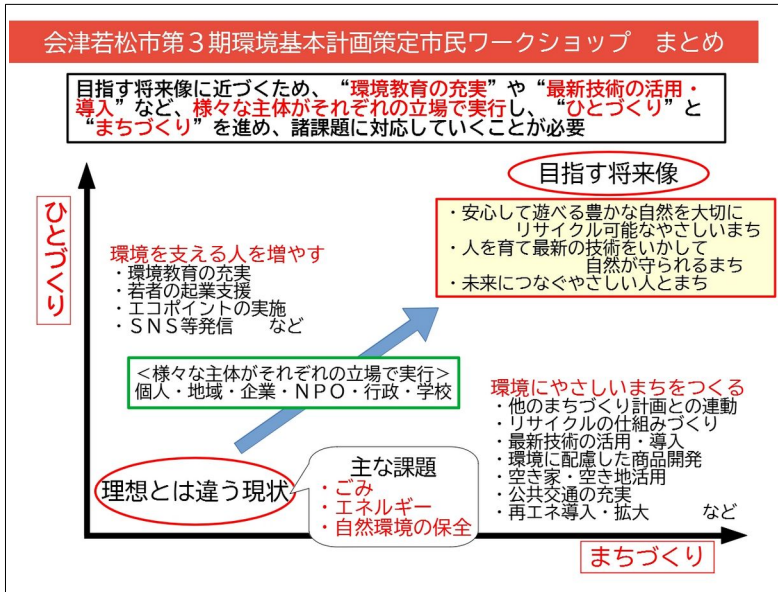 会津若松市第３期環境基本計画策定市民ワークショップ　まとめ
目指す将来像に近づくため、“環境教育の充実”や“最新技術の活用・
導入”など、様々な主体がそれぞれの立場で実行し、“ひとづくり”と
“まちづくり”を進め、諸課題に対応していくことが必要
目指す将来像
・安心して遊べる豊かな自然を大切に
リサイクル可能なやさしいまち
・人を育て最新の技術をいかして
自然が守られるまち
・未来につなぐやさしい人とまち
ひとづくり
環境を支える人を増やす
・環境教育の充実
・若者の起業支援
・エコポイントの実施
・ＳＮＳ等発信　　など
＜様々な主体がそれぞれの立場で実行＞
個人・地域・企業・ＮＰＯ・行政・学校
環境にやさしいまちをつくる
・他のまちづくり計画との連動
・リサイクルの仕組みづくり
・最新技術の活用・導入
・環境に配慮した商品開発
・空き家・空き地活用
・公共交通の充実
・再エネ導入・拡大　　　など
理想とは違う現状
主な課題
・ごみ
・エネルギー
・自然環境の保全
まちづくり